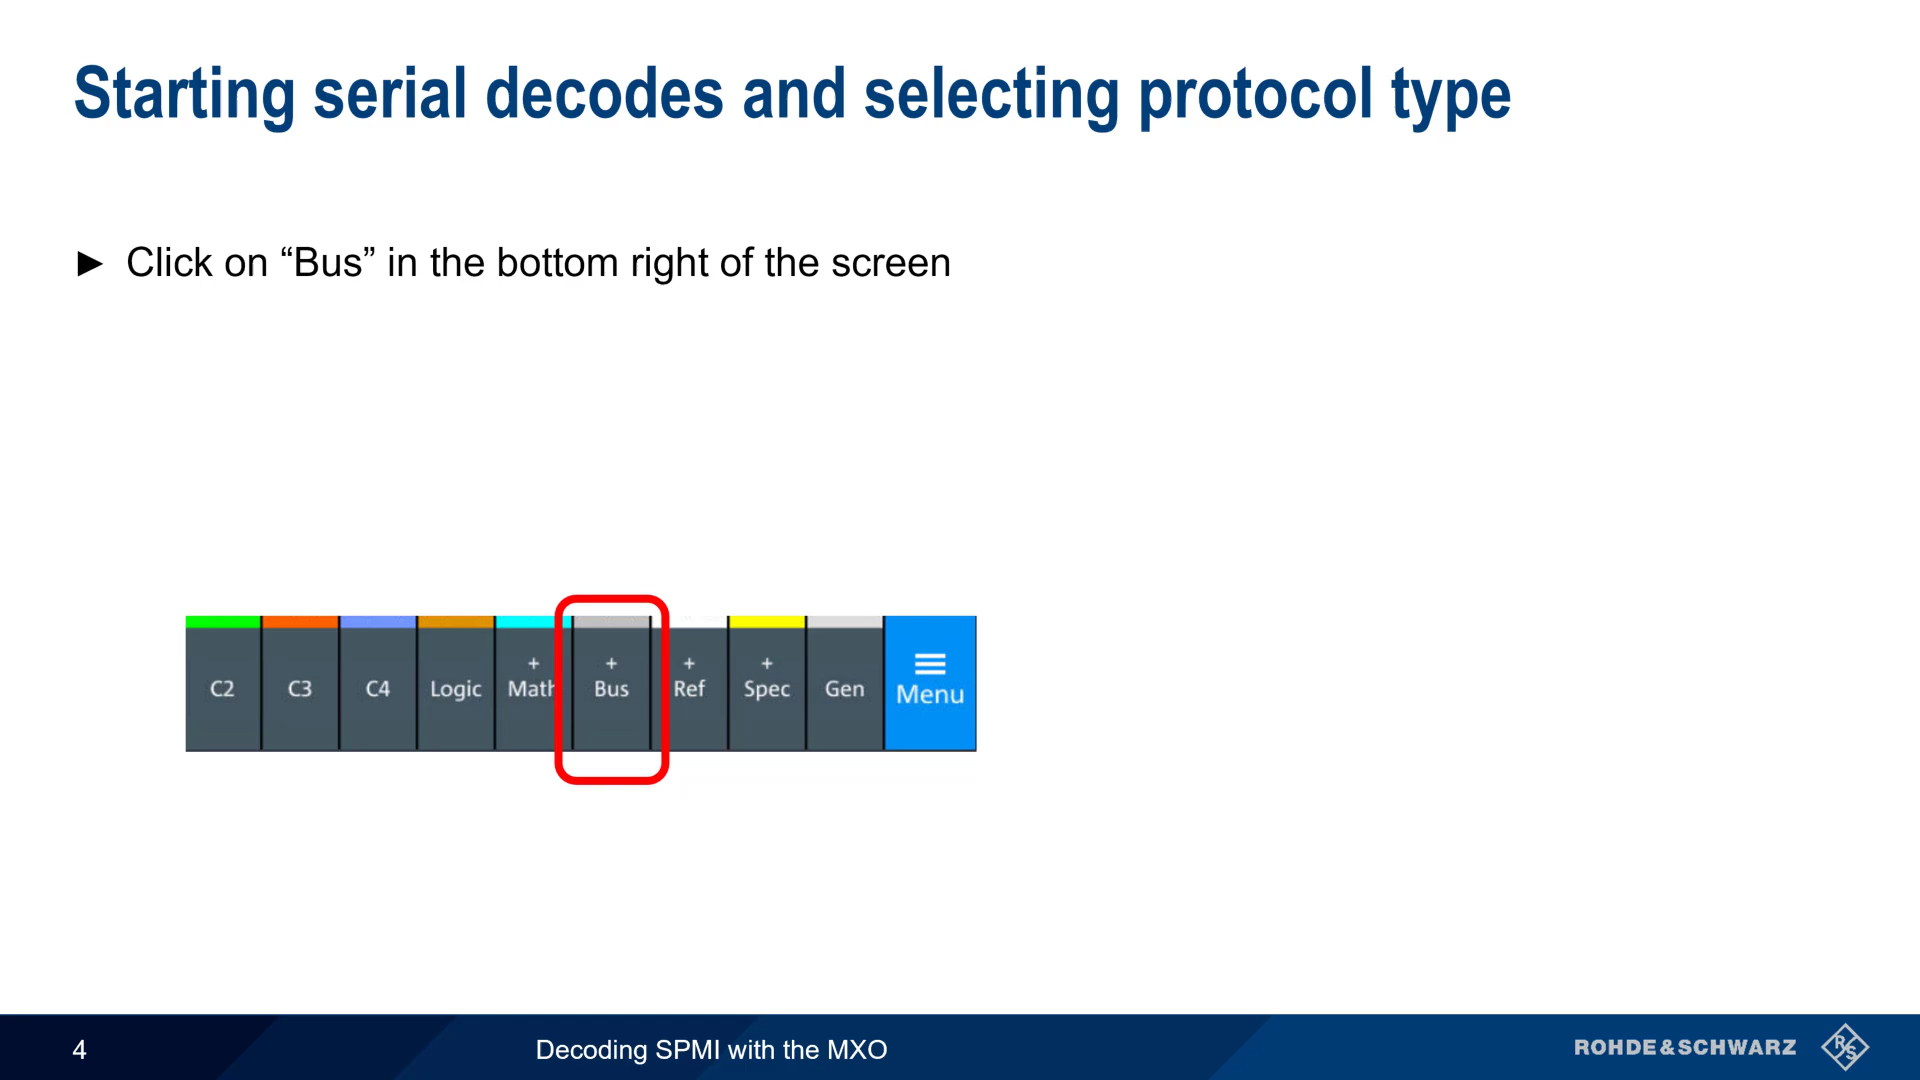 Starting serial decodes and selecting protocol type
► Click on “Bus” in the bottom right of the screen
C2 C3 C4 Logic + Math + Bus + Ref + Spec Gen Menu
4 Decoding SPMI with the MXO ROHDE&SCHWARZ R&S